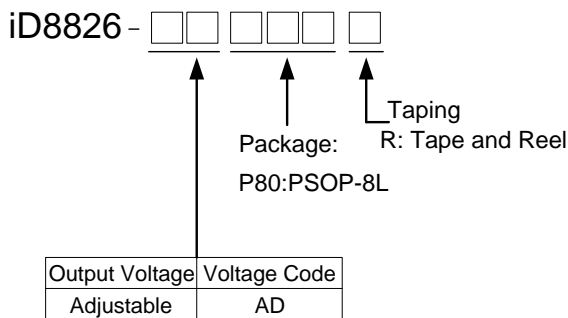 iD8826 -
Taping
R: Tape and Reel
Package:
P80:PSOP-8L
Output Voltage Voltage Code
Adjustable AD